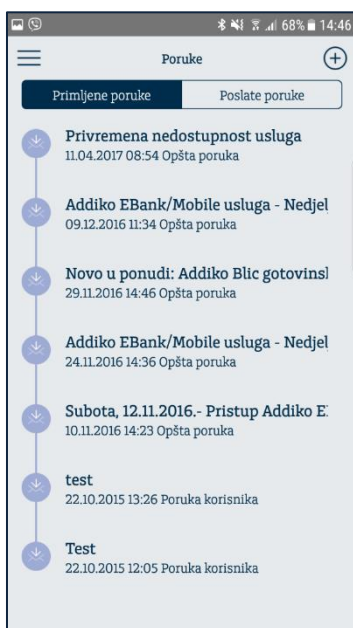 68% 14:46
Poruke
Primljene poruke Poslate poruke
Privremena nedostupnost usluga
11.04.2017 08:54 Opšta poruka
Addiko EBank/Mobile usluga - Nedjel
09.12.2016 11:34 Opšta poruka
Novo u ponudi: Addiko Blic gotovinsl
29.11.2016 14:46 Opšta poruka
Addiko EBank/Mobile usluga - Nedjel
24.11.2016 14:36 Opšta poruka
Subota, 12.11.2016.- Pristup Addiko E
10.11.2016 14:23 Opšta poruka
test
22.10.2015 13:26 Poruka korisnika
Test
22.10.2015 12:05 Poruka korisnika